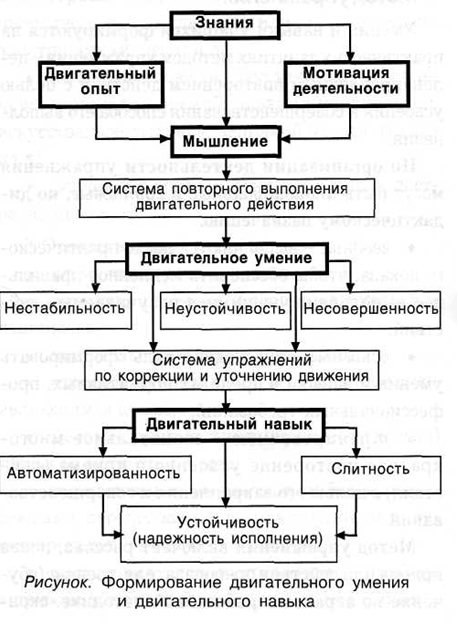 Знания
Двигательный
опыт
Мотивация
деятельности
Мышление
Система повторного выполнения
двигательного действия
Двигательное умение
Нестабильность
Неустойчивость
Несовершенность
Система упражнений
по коррекции и уточнению движения
Двигательный навык
Автоматизированность
Слитность
Устойчивость
(надежность исполнения)
Рисунок. Формирование двигательного умения
и двигательного навыка